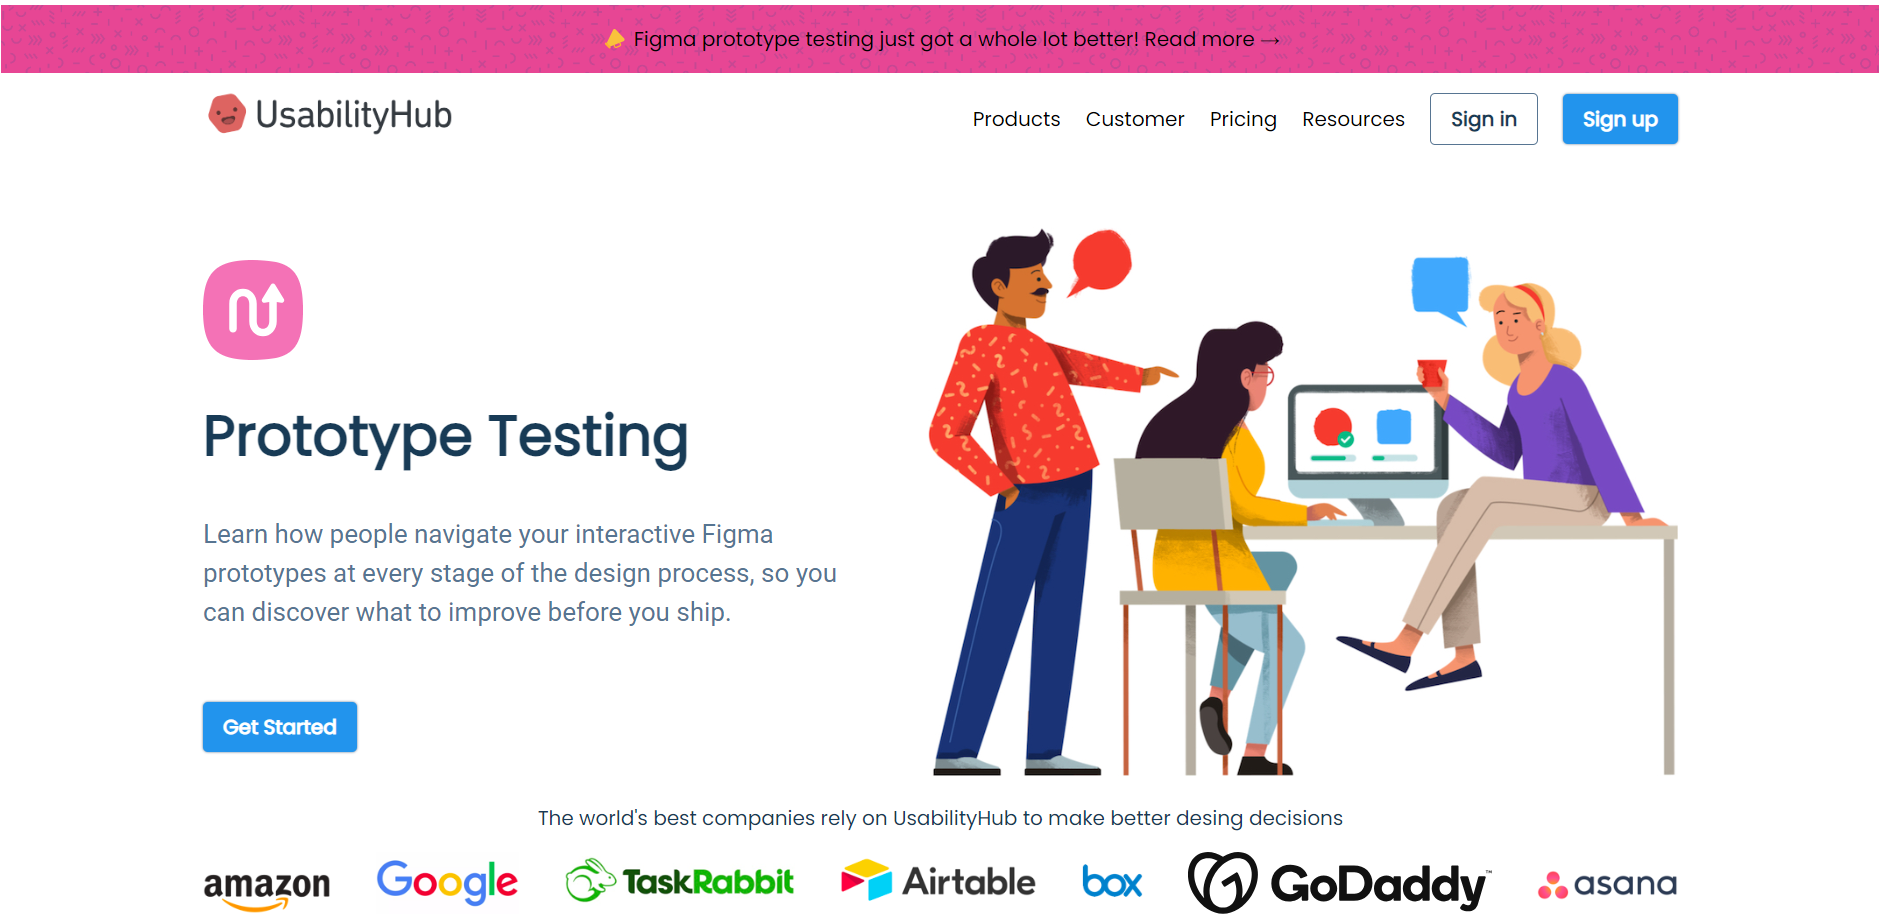 Figma prototype testing just got a whole lot better! Read more →
UsabilityHub
Products Customer Pricing Resources Sign in Sign up
Prototype Testing
Learn how people navigate your interactive Figma
prototypes at every stage of the design process, so you
can discover what to improve before you ship.
Get Started
The world's best companies rely on UsabilityHub to make better desing decisions
amazon Google TaskRabbit Airtable box GoDaddy™ asana